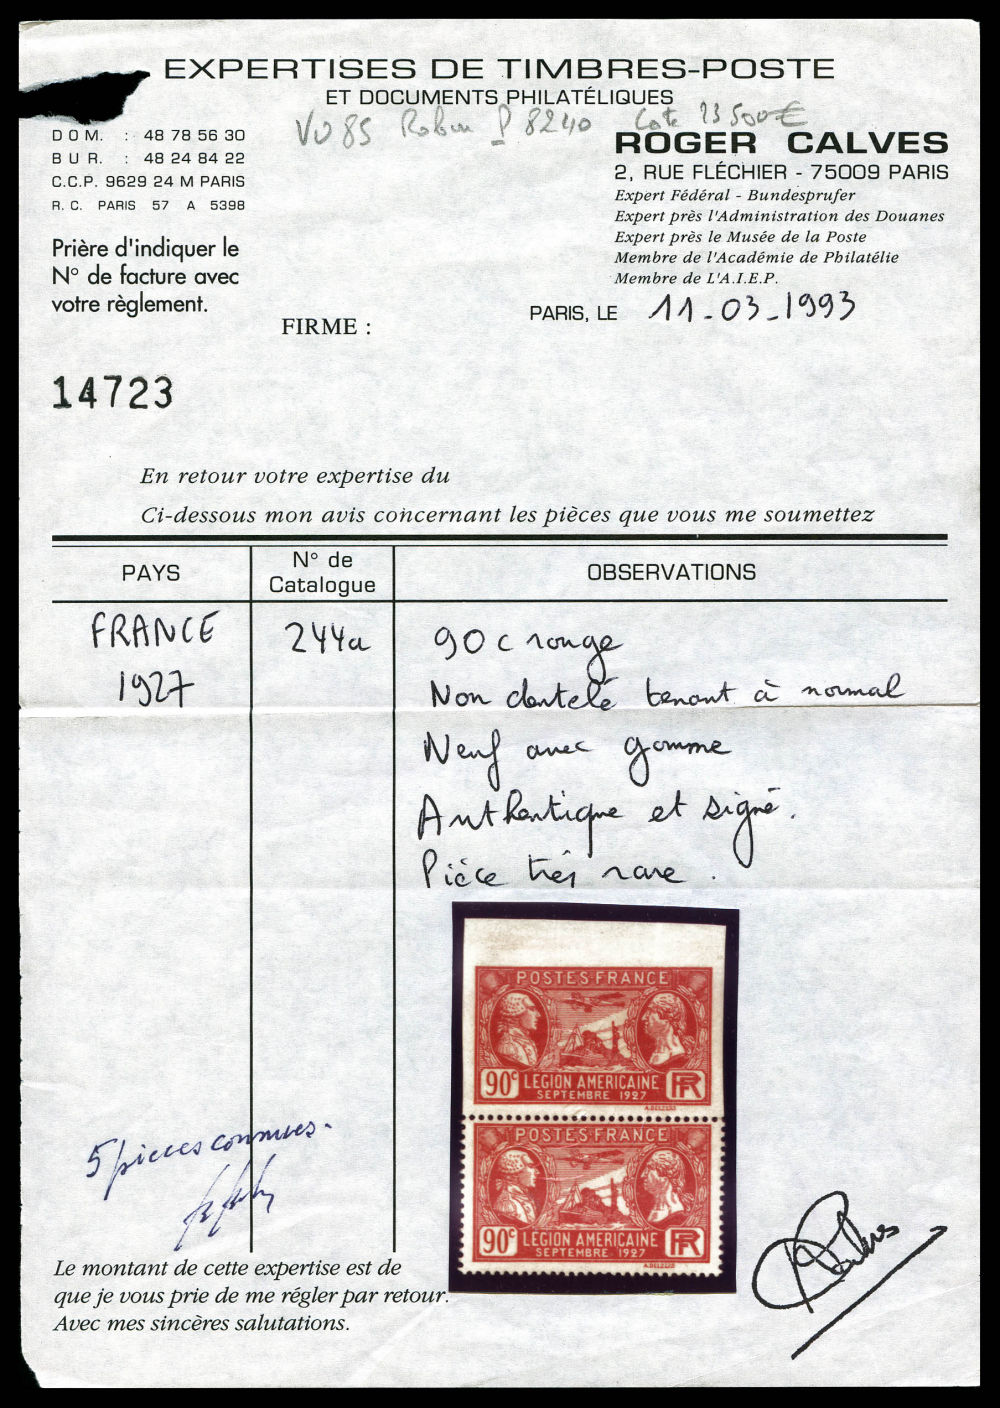 EXPERTISES DE TIMBRES-POSTE
ET DOCUMENTS PHILATÉLIQUES
8240 Cote 23 500 €
DOM. : 48 78 56 30
BUR. : 48 24 84 22
C.C.P. 9629 24 M PARIS
R.C. PARIS 57 A 5398
ROGER CALVES
2, RUE FLÉCHIER - 75009 PARIS
Expert Fédéral - Bundesprufer
Expert près l'Administration des Douanes
Expert près le Musée de la Poste
Membre de l'Académie de Philatélie
Membre de L'A.I.E.P.
Prière d'indiquer le
N° de facture avec
votre règlement.
FIRME :
PARIS, LE 11-03-1993
14723
En retour votre expertise du
Ci-dessous mon avis concernant les pièces que vous me soumettez
PAYS
N° de
Catalogue
OBSERVATIONS
FRANCE
1927
244a
90 c rouge
Non dentelé tenant à normal
Neuf avec gomme
Authentique et signé.
Pièce très rare.
POSTES-FRANCE
90c LEGION AMERICAINE RF
SEPTEMBRE 1927
A.DELZERS
POSTES-FRANCE
90c LEGION AMERICAINE RF
SEPTEMBRE 1927
A.DELZERS
5 pièces connues.
Le montant de cette expertise est de
que je vous prie de me régler par retour.
Avec mes sincères salutations.